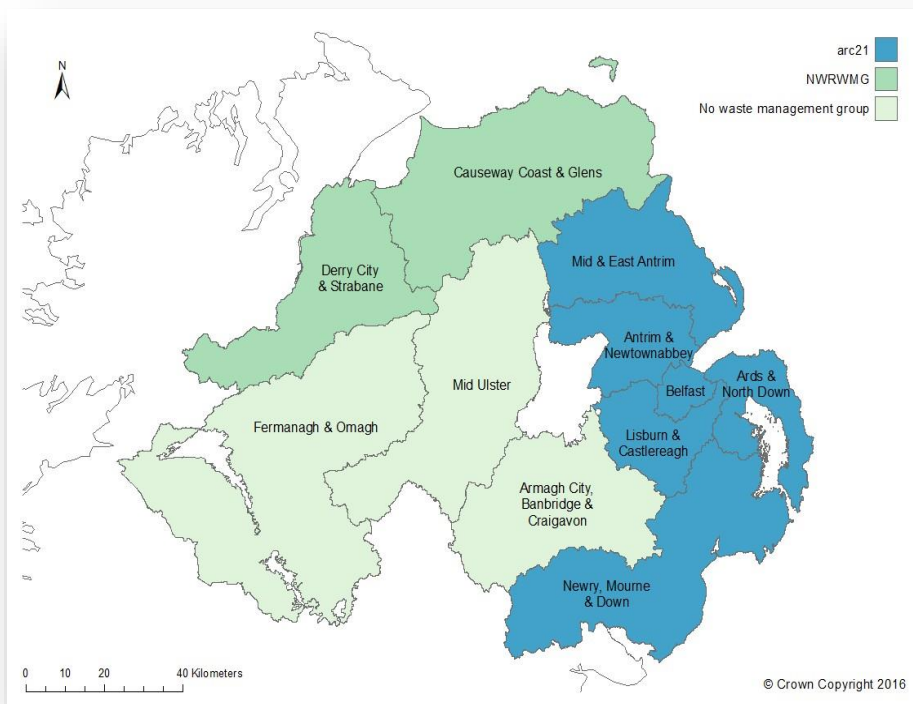 N
arc21
NWRWMG
No waste management group
Causeway Coast & Glens
Derry City
& Strabane
Mid & East Antrim
Antrim &
Newtownabbey
Belfast
Ards &
North Down
Mid Ulster
Fermanagh & Omagh
Lisburn &
Castlereagh
Armagh City,
Banbridge &
Craigavon
Newry, Mourne
& Down
0 10 20 40 Kilometers
© Crown Copyright 2016